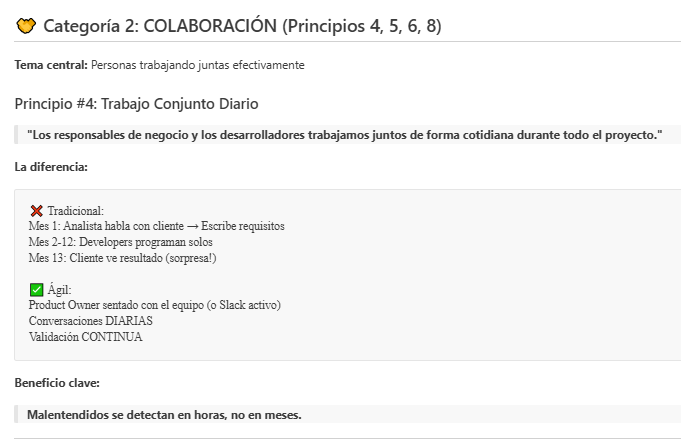 🤝 Categoría 2: COLABORACIÓN (Principios 4, 5, 6, 8)
Tema central: Personas trabajando juntas efectivamente
Principio #4: Trabajo Conjunto Diario
"Los responsables de negocio y los desarrolladores trabajamos juntos de forma cotidiana durante todo el proyecto."
La diferencia:
❌ Tradicional:
Mes 1: Analista habla con cliente → Escribe requisitos
Mes 2-12: Developers programan solos
Mes 13: Cliente ve resultado (sorpresa!)
✅ Ágil:
Product Owner sentado con el equipo (o Slack activo)
Conversaciones DIARIAS
Validación CONTINUA
Beneficio clave:
Malentendidos se detectan en horas, no en meses.